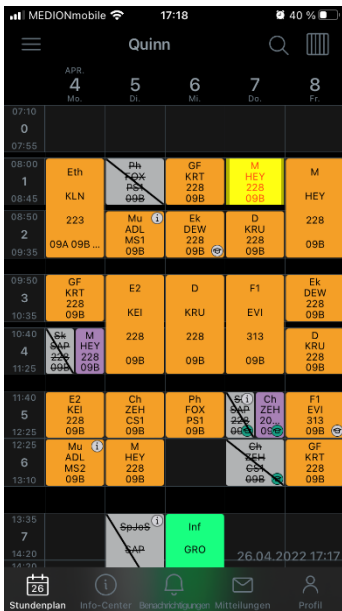 MEDIONmobile 17:18 40 %
Quinn
APR.
4 5 6 7 8
Mo. Di. Mi. Do. Fr.
07:10
0
07:55
08:00
1
08:45
Eth
KLN
223
09A 09B ...
Ph
FOX
PS1
09B
GF
KRT
228
09B
M
HEY
228
09B
M
HEY
228
09B
08:50
2
09:35
Mu
ADL
MS1
09B
Ek
DEW
228
09B
D
KRU
228
09B
09:50
3
10:35
GF
KRT
228
09B
E2
KEI
228
09B
D
KRU
228
09B
F1
EVI
313
09B
Ek
DEW
228
09B
10:40
4
11:25
Sk
SAP
228
09B
M
HEY
228
09B
D
KRU
228
09B
11:40
5
12:25
E2
KEI
228
09B
Ch
ZEH
CS1
09B
Ph
FOX
PS1
09B
SAP
228
Ch
ZEH
20...
09B
F1
EVI
313
09B
12:25
6
13:10
Mu
ADL
MS2
09B
M
HEY
228
09B
Ch
ZEH
CS1
09B
GF
KRT
228
09B
13:35
7
14:20
SpJoS
SAP
Inf
GRO
26.04.2022 17:17
14:20
26
Stundenplan Info-Center Benachrichtigungen Mitteilungen Profil